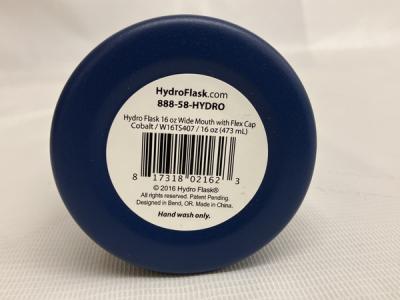 HydroFlask.com
888-58-HYDRO
Hydro Flask 16 oz Wide Mouth with Flex Cap
Cobalt / W16TS407 / 16 oz (473 mL)
8 17318 02162 3
© 2016 Hydro Flask®
All rights reserved. Patent Pending.
Designed in Bend, OR. Made in China.
Hand wash only.